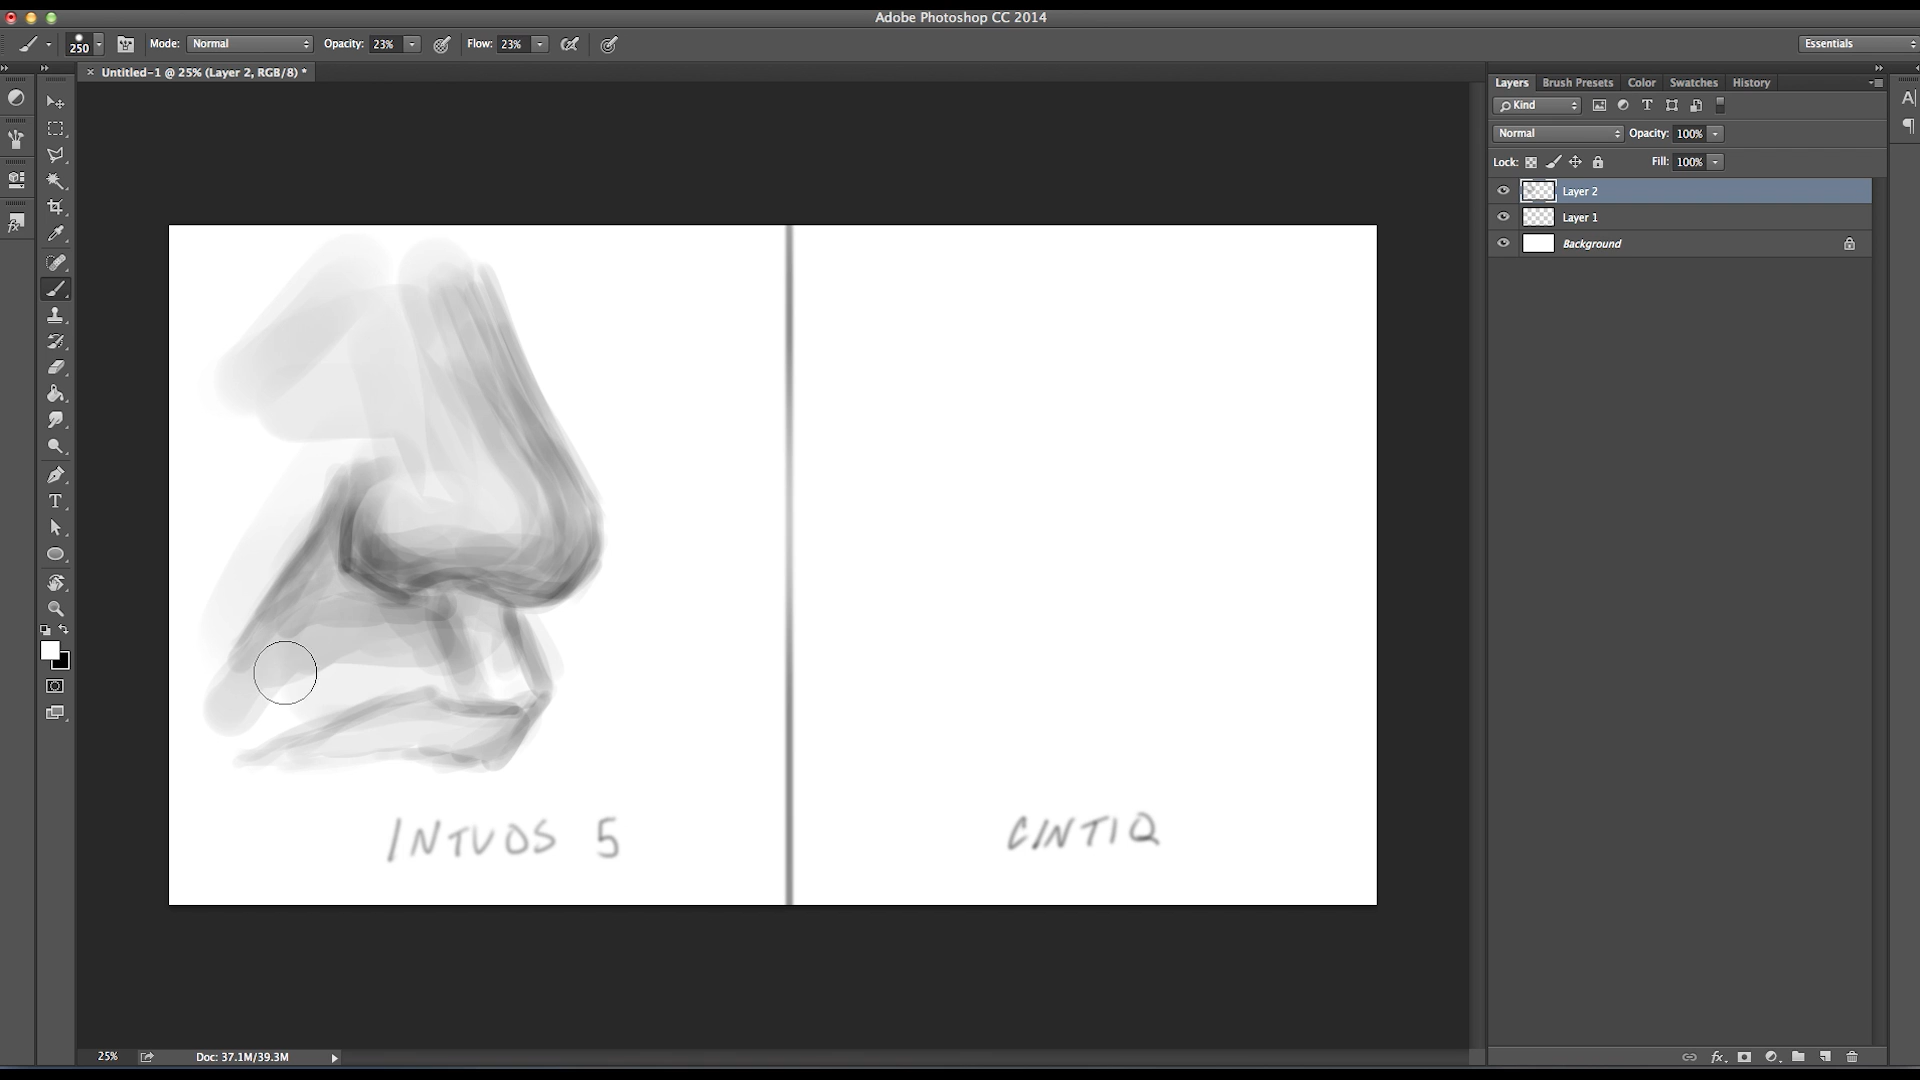 Adobe Photoshop CC 2014
250 Mode: Normal Opacity: 23% Flow: 23% Essentials
× Untitled-1 @ 25% (Layer 2, RGB/8) *
Layers Brush Presets Color Swatches History
Kind
Normal Opacity: 100%
Lock: Fill: 100%
Layer 2
Layer 1
Background
INTUOS 5
CINTIQ
25% Doc: 37.1M/39.3M